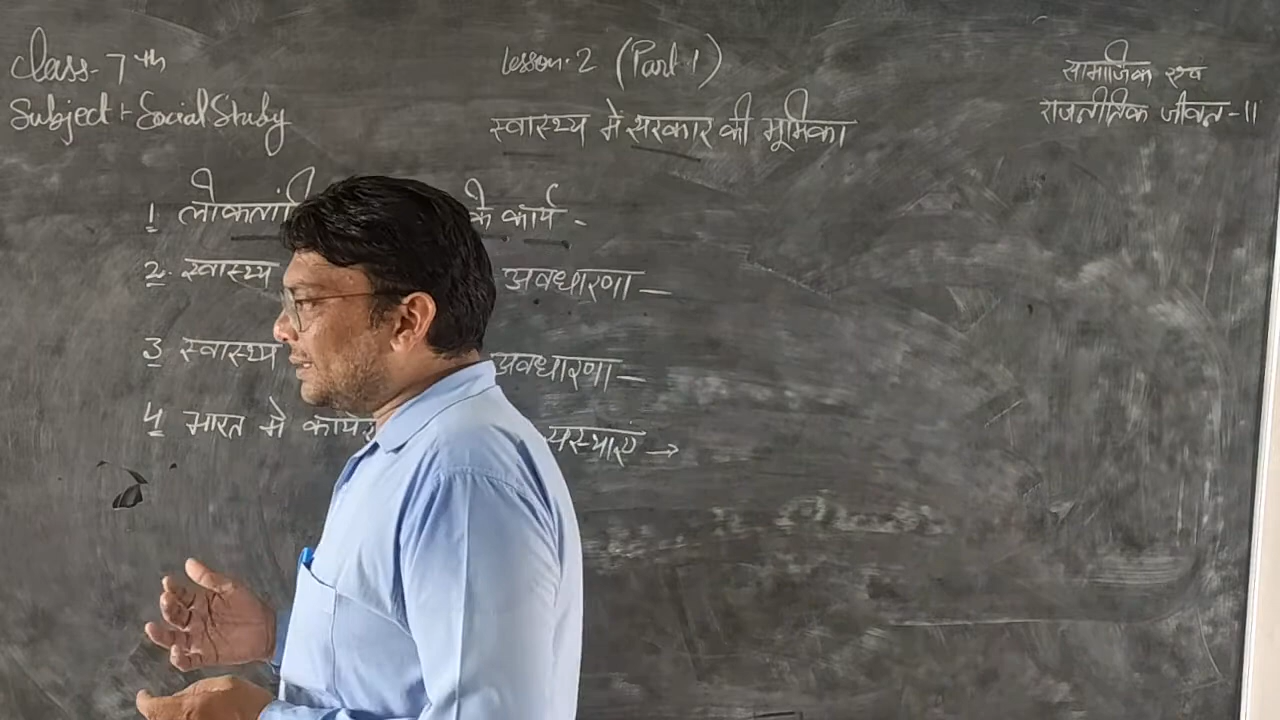 Class- 7th
Subject :- Social Study
Lesson-2 (Part-1)
स्वास्थ्य में सरकार की भूमिका
सामाजिक एव
राजनीतिक जीवन-II
1 के कार्य -
2. स्वास्थ्य अवधारणा —
3 स्वास्थ्य अवधारणा —
4 भारत मे →